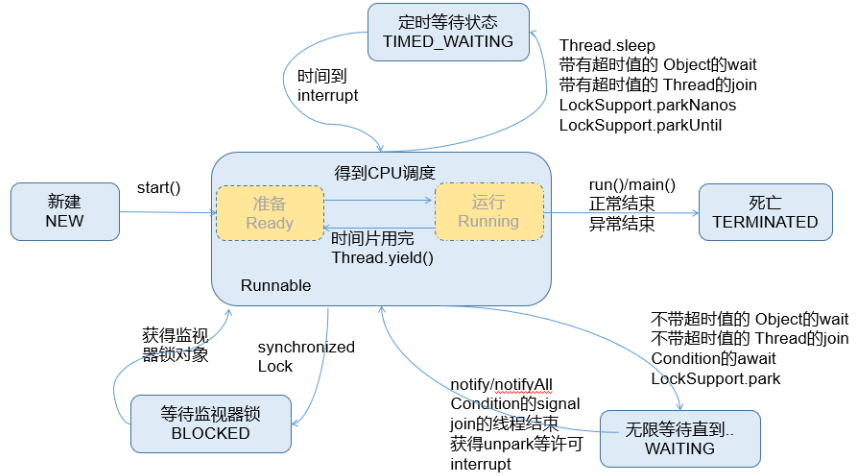 定时等待状态
TIMED_WAITING
Thread.sleep
带有超时值的 Object的wait
带有超时值的 Thread的join
LockSupport.parkNanos
LockSupport.parkUntil
时间到
interrupt
得到CPU调度
新建
NEW
start()
准备
Ready
运行
Running
run()/main()
正常结束
异常结束
死亡
TERMINATED
时间片用完
Thread.yield()
Runnable
获得监视
器锁对象
synchronized
Lock
等待监视器锁
BLOCKED
notify/notifyAll
Condition的signal
join的线程结束
获得unpark等许可
interrupt
不带超时值的 Object的wait
不带超时值的 Thread的join
Condition的await
LockSupport.park
无限等待直到..
WAITING